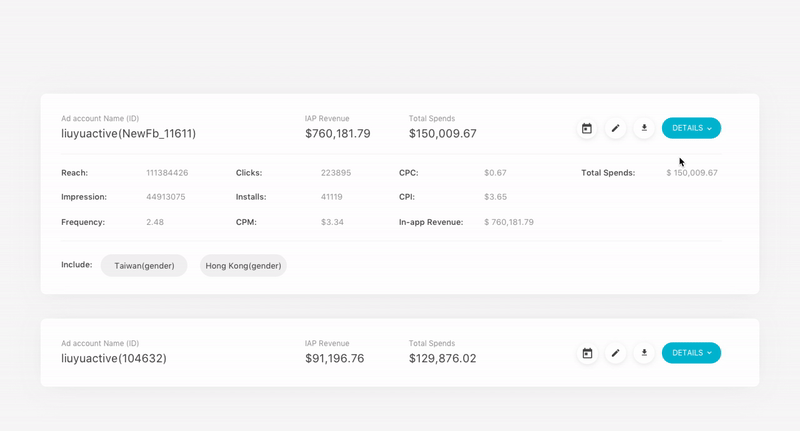 Ad account Name (ID) IAP Revenue Total Spends
liuyuactive(NewFb_11611) $760,181.79 $150,009.67 DETAILS
Reach: 111384426 Clicks: 223895 CPC: $0.67 Total Spends: $ 150,009.67
Impression: 44913075 Installs: 41119 CPI: $3.65
Frequency: 2.48 CPM: $3.34 In-app Revenue: $ 760,181.79
Include: Taiwan(gender) Hong Kong(gender)
Ad account Name (ID) IAP Revenue Total Spends
liuyuactive(104632) $91,196.76 $129,876.02 DETAILS